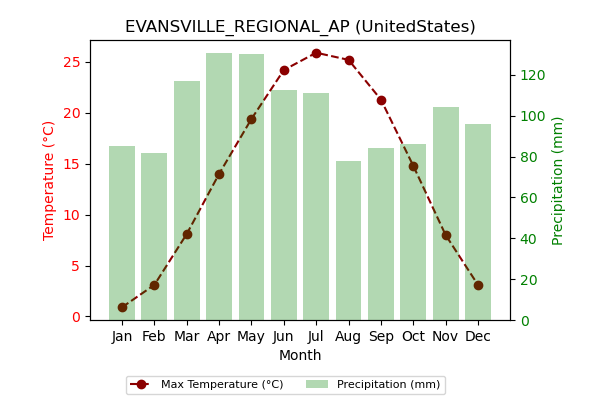 EVANSVILLE_REGIONAL_AP (UnitedStates)
Temperature (°C)
25
20
15
10
5
0
120
100
80
60
40
20
0
Precipitation (mm)
Jan Feb Mar Apr May Jun Jul Aug Sep Oct Nov Dec
Month
Max Temperature (°C) Precipitation (mm)